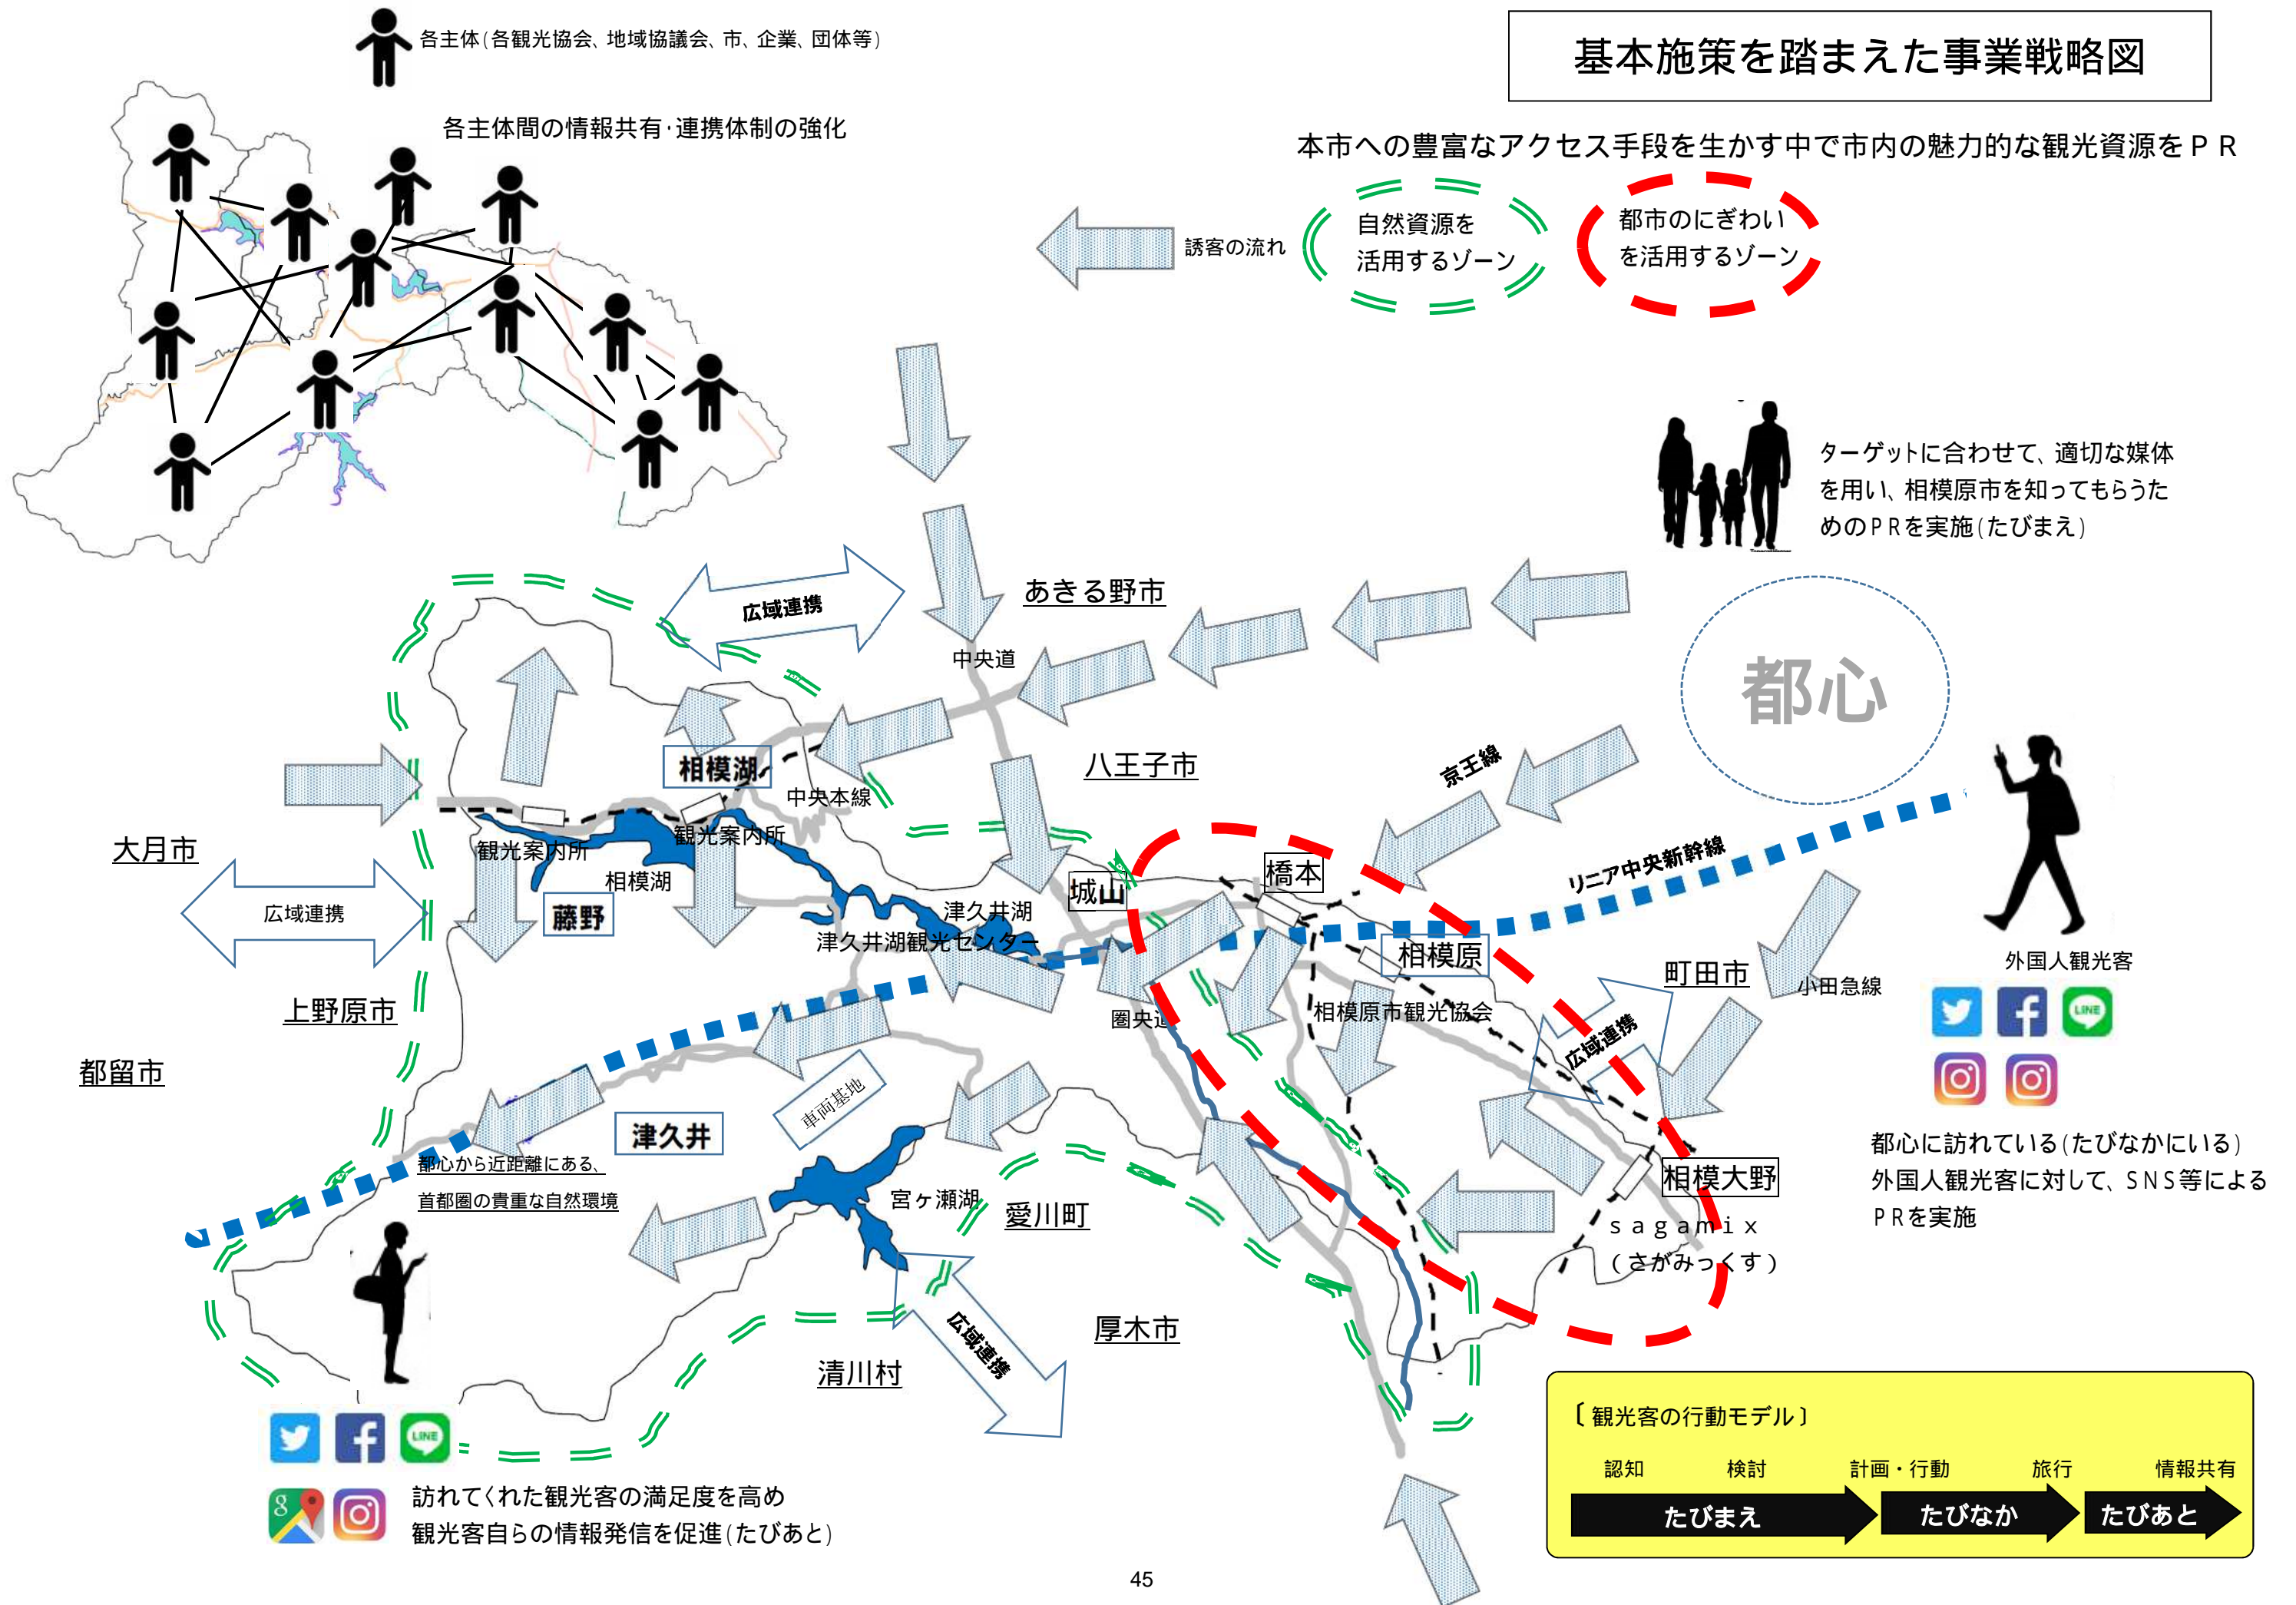 各主体(各観光協会、地域協議会、市、企業、団体等)
基本施策を踏まえた事業戦略図
各主体間の情報共有・連携体制の強化
本市への豊富なアクセス手段を生かす中で市内の魅力的な観光資源をPR
誘客の流れ
自然資源を
活用するゾーン
都市のにぎわい
を活用するゾーン
ターゲットに合わせて、適切な媒体
を用い、相模原市を知ってもらうた
めのPRを実施(たびまえ)
広域連携
あきる野市
中央道
都心
相模湖
中央本線
八王子市
京王線
大月市
観光案内所
観光案内所
相模湖
藤野
広域連携
城山
橋本
リニア中央新幹線
津久井湖
津久井湖観光センター
相模原
町田市
小田急線
外国人観光客
上野原市
圏央道
相模原市観光協会
広域連携
LINE
都留市
車両基地
津久井
都心から近距離にある、
首都圏の貴重な自然環境
宮ヶ瀬湖
愛川町
相模大野
sagamix
(さがみっくす)
都心に訪れている(たびなかにいる)
外国人観光客に対して、SNS等による
PRを実施
広域連携
厚木市
清川村
LINE
訪れてくれた観光客の満足度を高め
観光客自らの情報発信を促進(たびあと)
〔観光客の行動モデル〕
認知 検討 計画・行動 旅行 情報共有
たびまえ たびなか たびあと
45